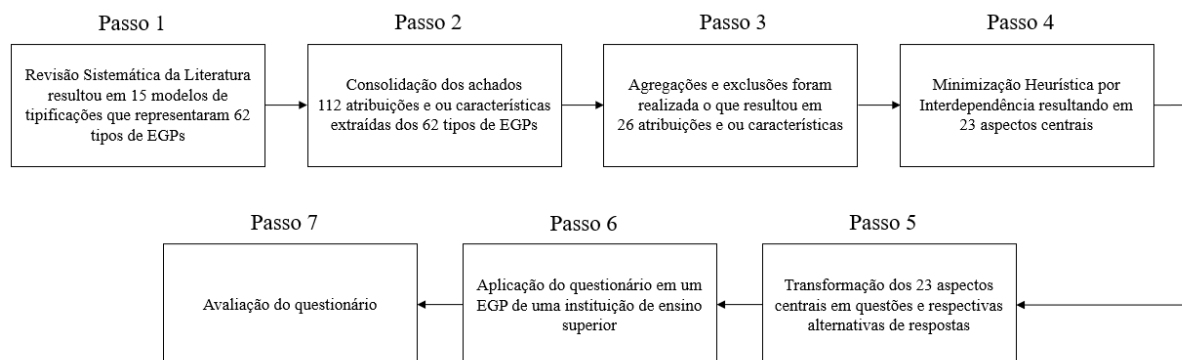 Passo 1
Revisão Sistemática da Literatura
resultou em 15 modelos de
tipificações que representaram 62
tipos de EGPs
Passo 2
Consolidação dos achados
112 atribuições e ou características
extraídas dos 62 tipos de EGPs
Passo 3
Agregações e exclusões foram
realizada o que resultou em
26 atribuições e ou características
Passo 4
Minimização Heurística por
Interdependência resultando em
23 aspectos centrais
Passo 5
Transformação dos 23 aspectos
centrais em questões e respectivas
alternativas de respostas
Passo 6
Aplicação do questionário em um
EGP de uma instituição de ensino
superior
Passo 7
Avaliação do questionário